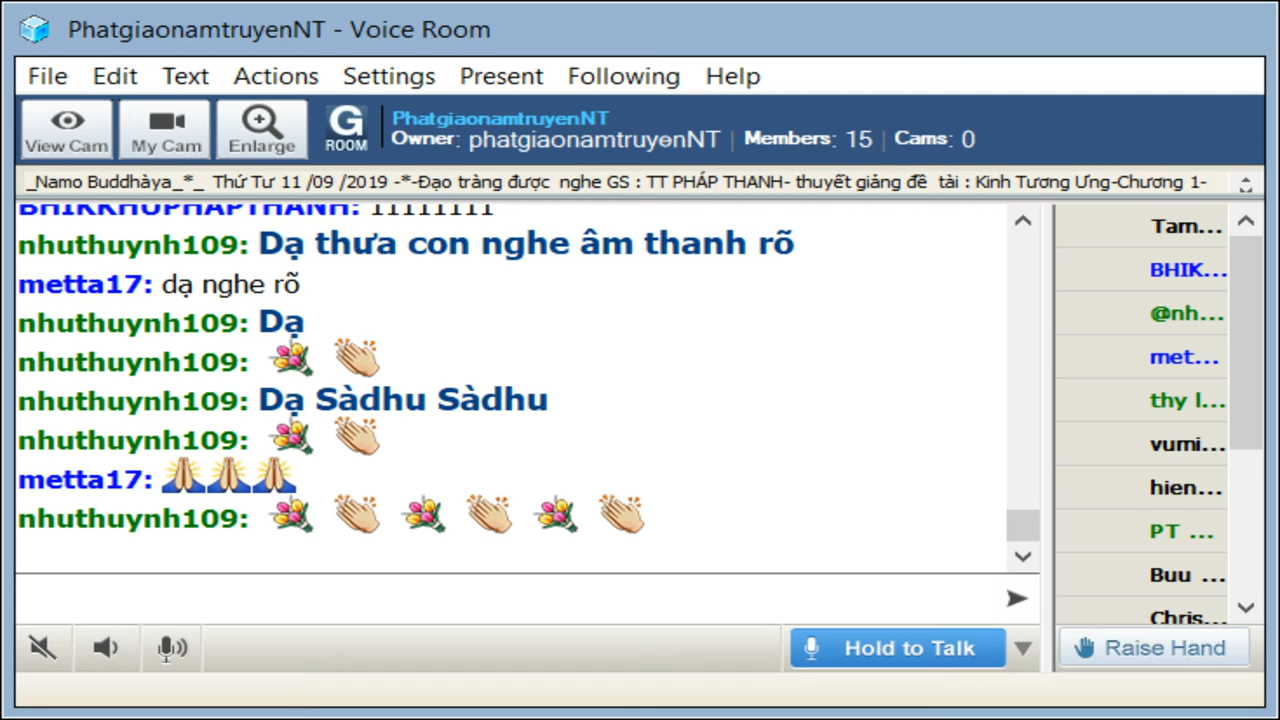 PhatgiaonamtruyenNT - Voice Room
File Edit Text Actions Settings Present Following Help
View Cam My Cam Enlarge G ROOM
PhatgiaonamtruyenNT
Owner: phatgiaonamtruyenNT | Members: 15 | Cams: 0
_Namo Buddhàya_*_ Thứ Tư 11 /09 /2019 -*-Đạo tràng được nghe GS : TT PHÁP THANH- thuyết giảng đề tài : Kinh Tương Ưng-Chương 1-
BHIKKHUPHAPTHANH: 11111111
nhuthuynh109: Dạ thưa con nghe âm thanh rõ
metta17: dạ nghe rõ
nhuthuynh109: Dạ
nhuthuynh109:
nhuthuynh109: Dạ Sàdhu Sàdhu
nhuthuynh109:
metta17:
nhuthuynh109:
Tam...
BHIK...
@nh...
met...
thy l...
vumi...
hien...
PT ...
Buu ...
Chris...
Hold to Talk
Raise Hand